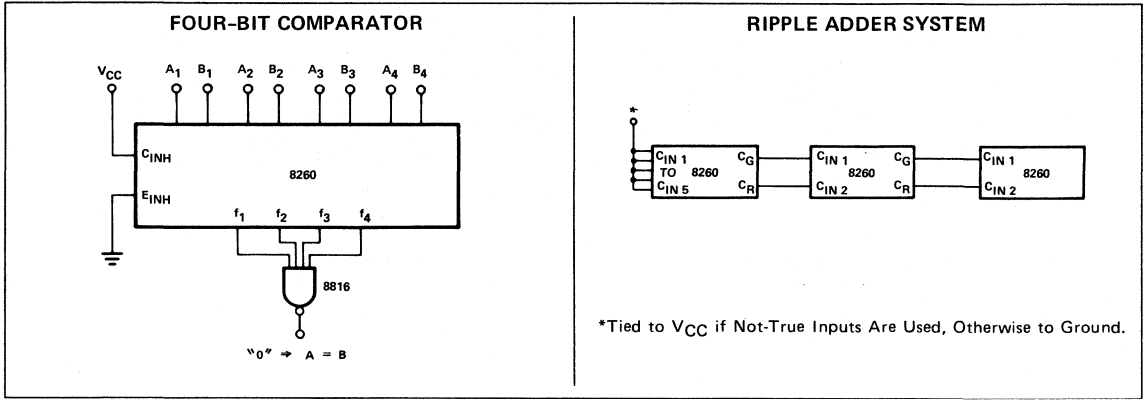 FOUR-BIT COMPARATOR
VCC A1 B1 A2 B2 A3 B3 A4 B4
CINH
8260
EINH
f1 f2 f3 f4
8816
"0" ⇒ A = B
RIPPLE ADDER SYSTEM
*
CIN 1 CG CIN 1 CG CIN 1
TO 8260 8260 8260
CIN 5 CR CIN 2 CR CIN 2
*Tied to VCC if Not-True Inputs Are Used, Otherwise to Ground.